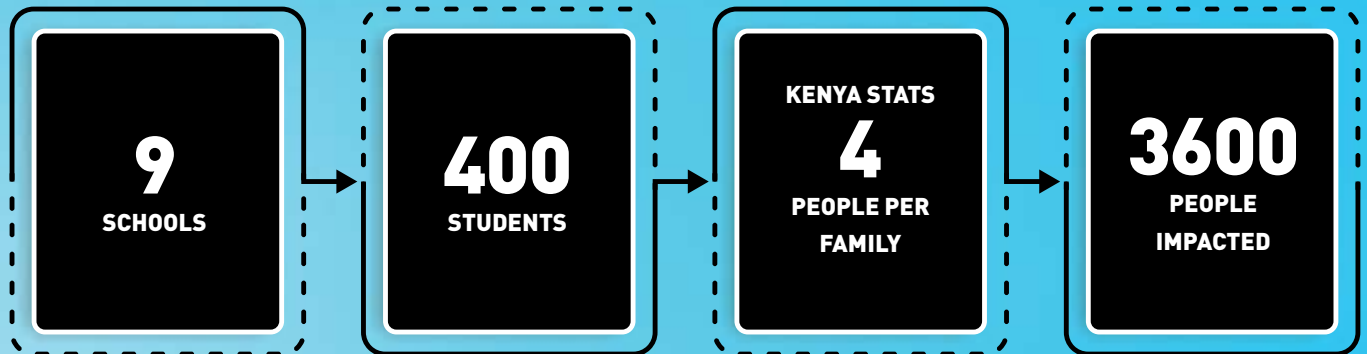 9
SCHOOLS
400
STUDENTS
KENYA STATS
4
PEOPLE PER
FAMILY
3600
PEOPLE
IMPACTED